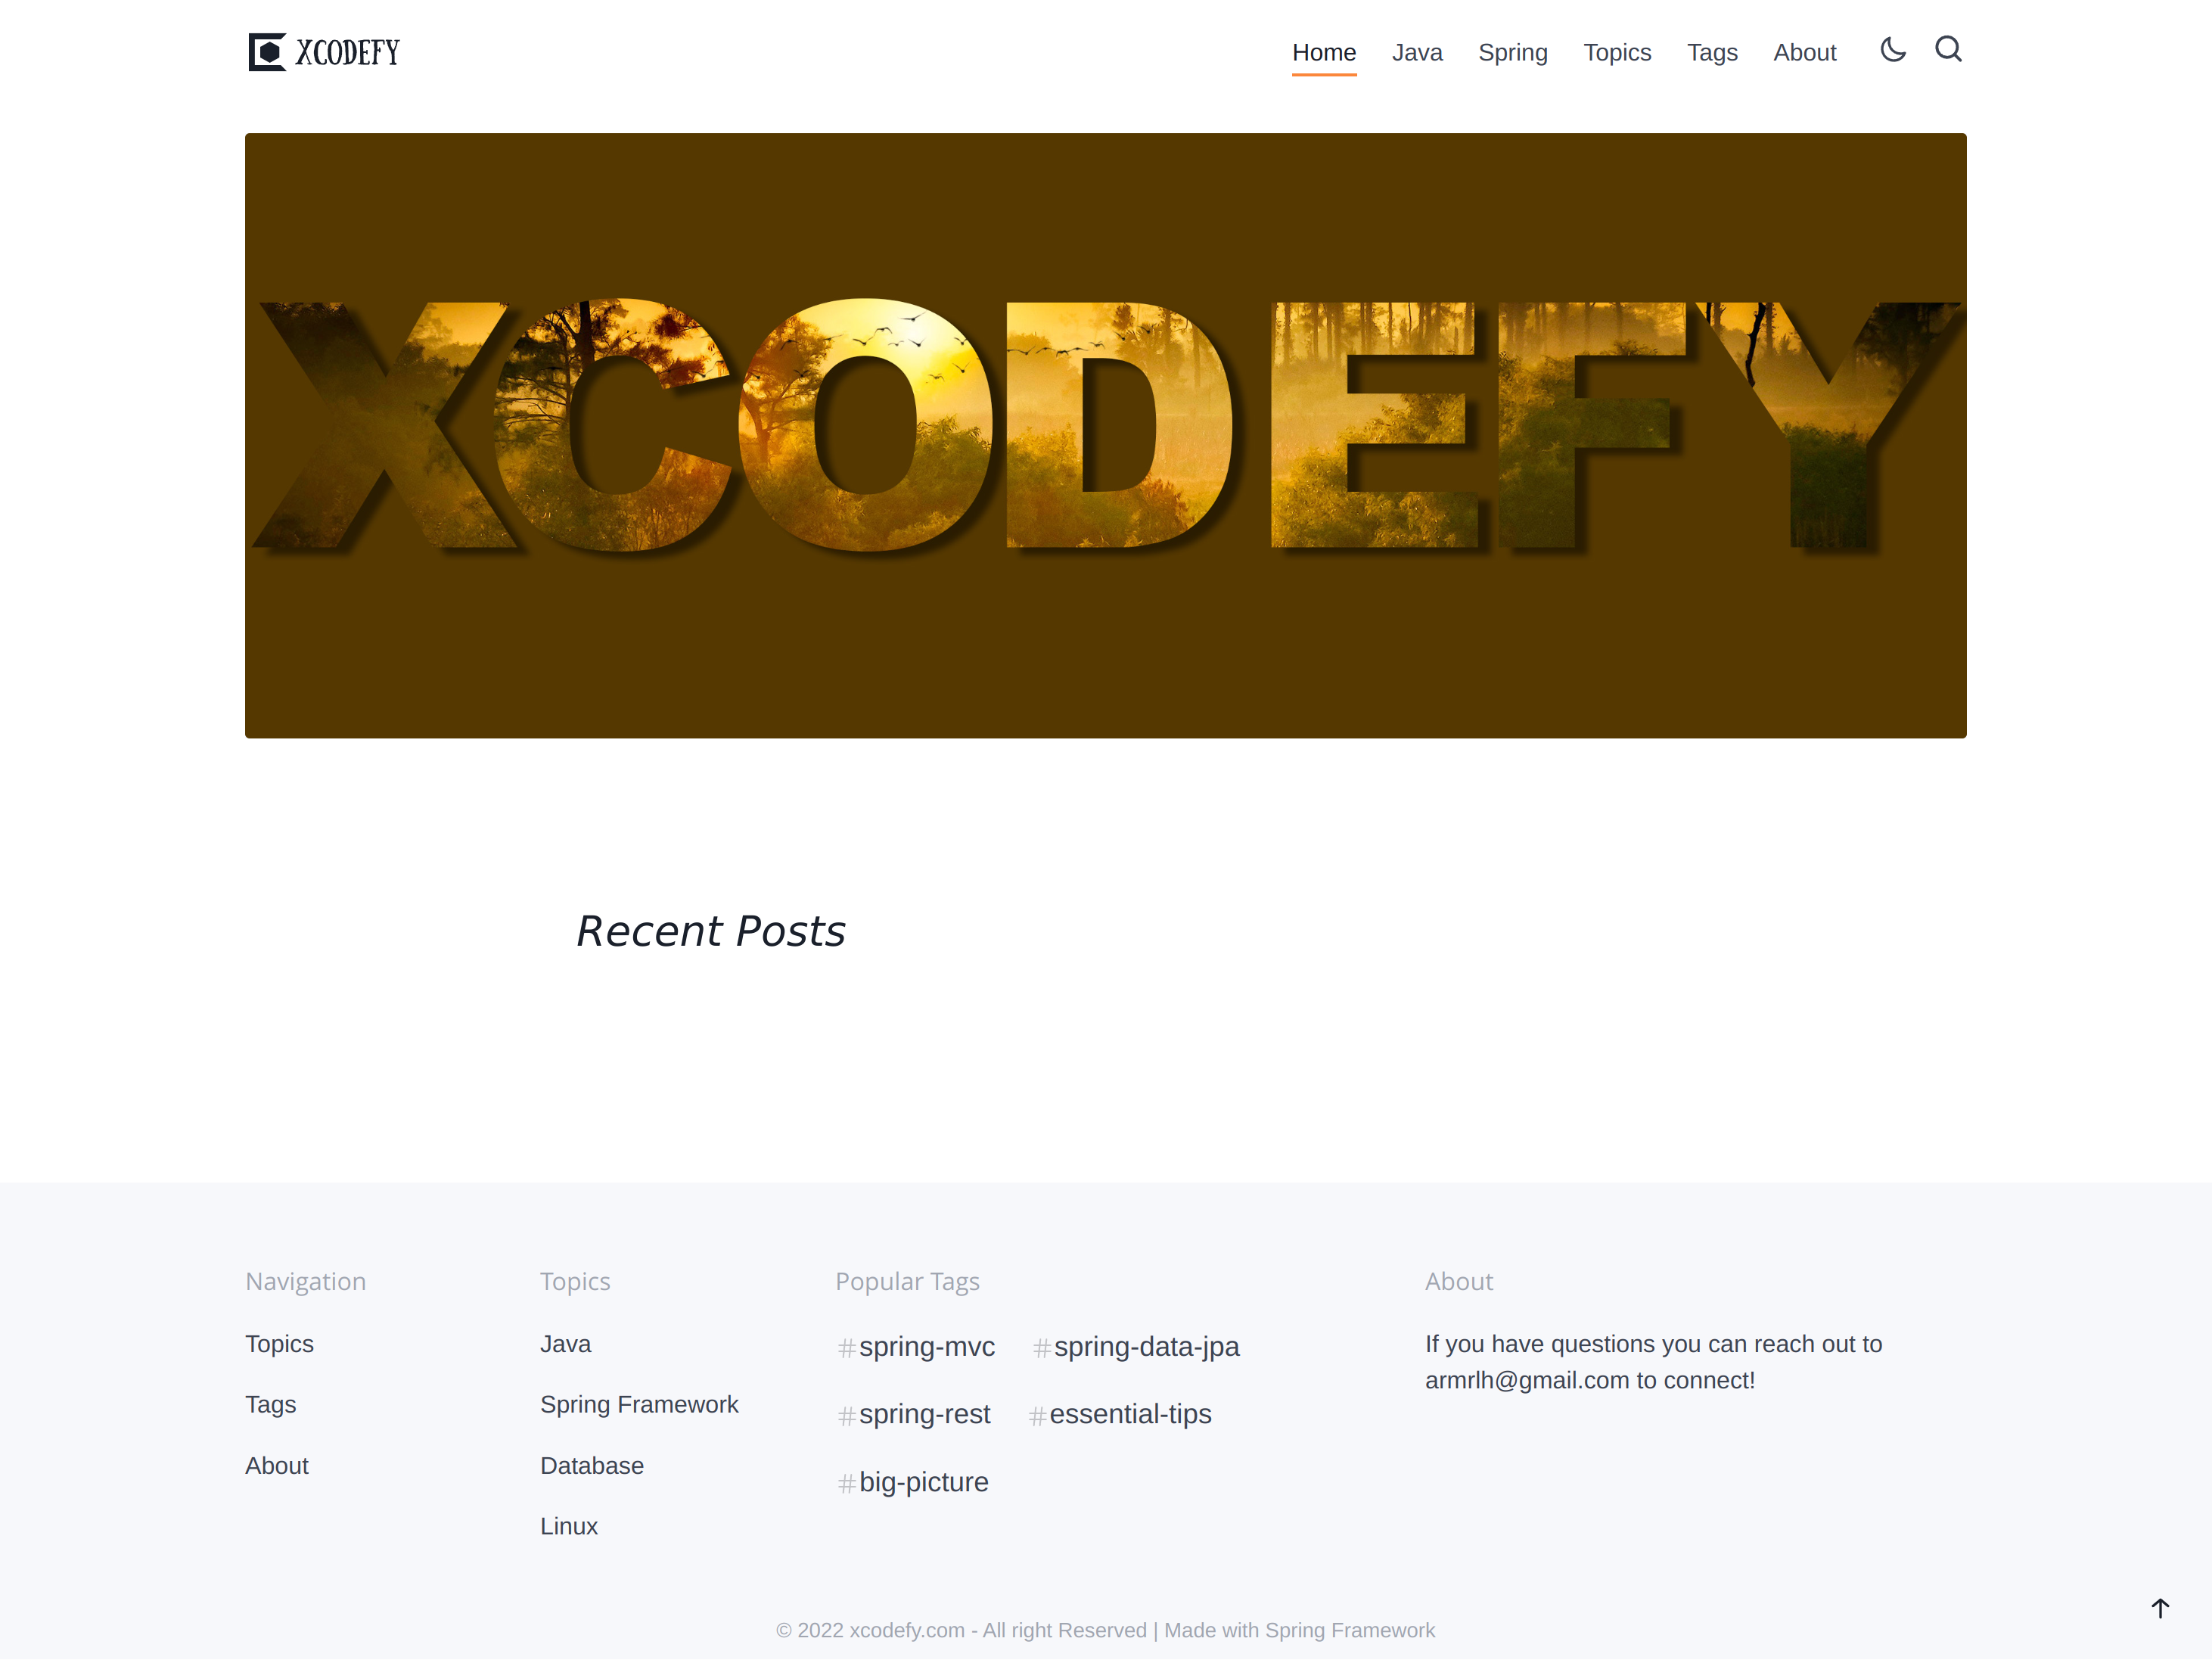 XCODEFY
Home Java Spring Topics Tags About
XCODEFY
Recent Posts
Navigation
Topics
Tags
About
Topics
Java
Spring Framework
Database
Linux
Popular Tags
#spring-mvc #spring-data-jpa
#spring-rest #essential-tips
#big-picture
About
If you have questions you can reach out to
armrlh@gmail.com to connect!
© 2022 xcodefy.com - All right Reserved | Made with Spring Framework